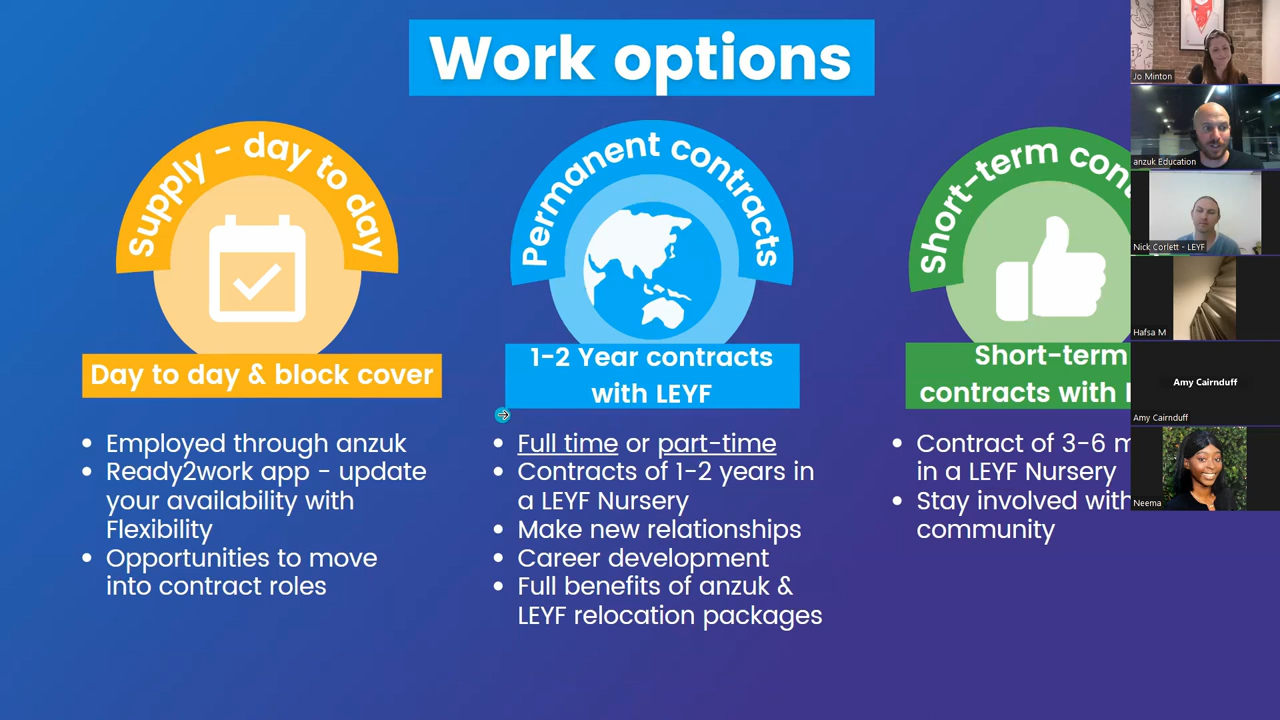 Work options
Supply - day to day
Day to day & block cover
• Employed through anzuk
• Ready2work app - update
your availability with
Flexibility
• Opportunities to move
into contract roles
Permanent contracts
1-2 Year contracts
with LEYF
• Full time or part-time
• Contracts of 1-2 years in
a LEYF Nursery
• Make new relationships
• Career development
• Full benefits of anzuk &
LEYF relocation packages
Short-term
Short-term
contracts with
• Contract of 3-6
in a LEYF Nursery
• Stay involved with
community
Jo Minton
anzuk Education
Nick Corlett - LEYF
Hafsa M
Amy Cairnduff
Amy Cairnduff
Neema